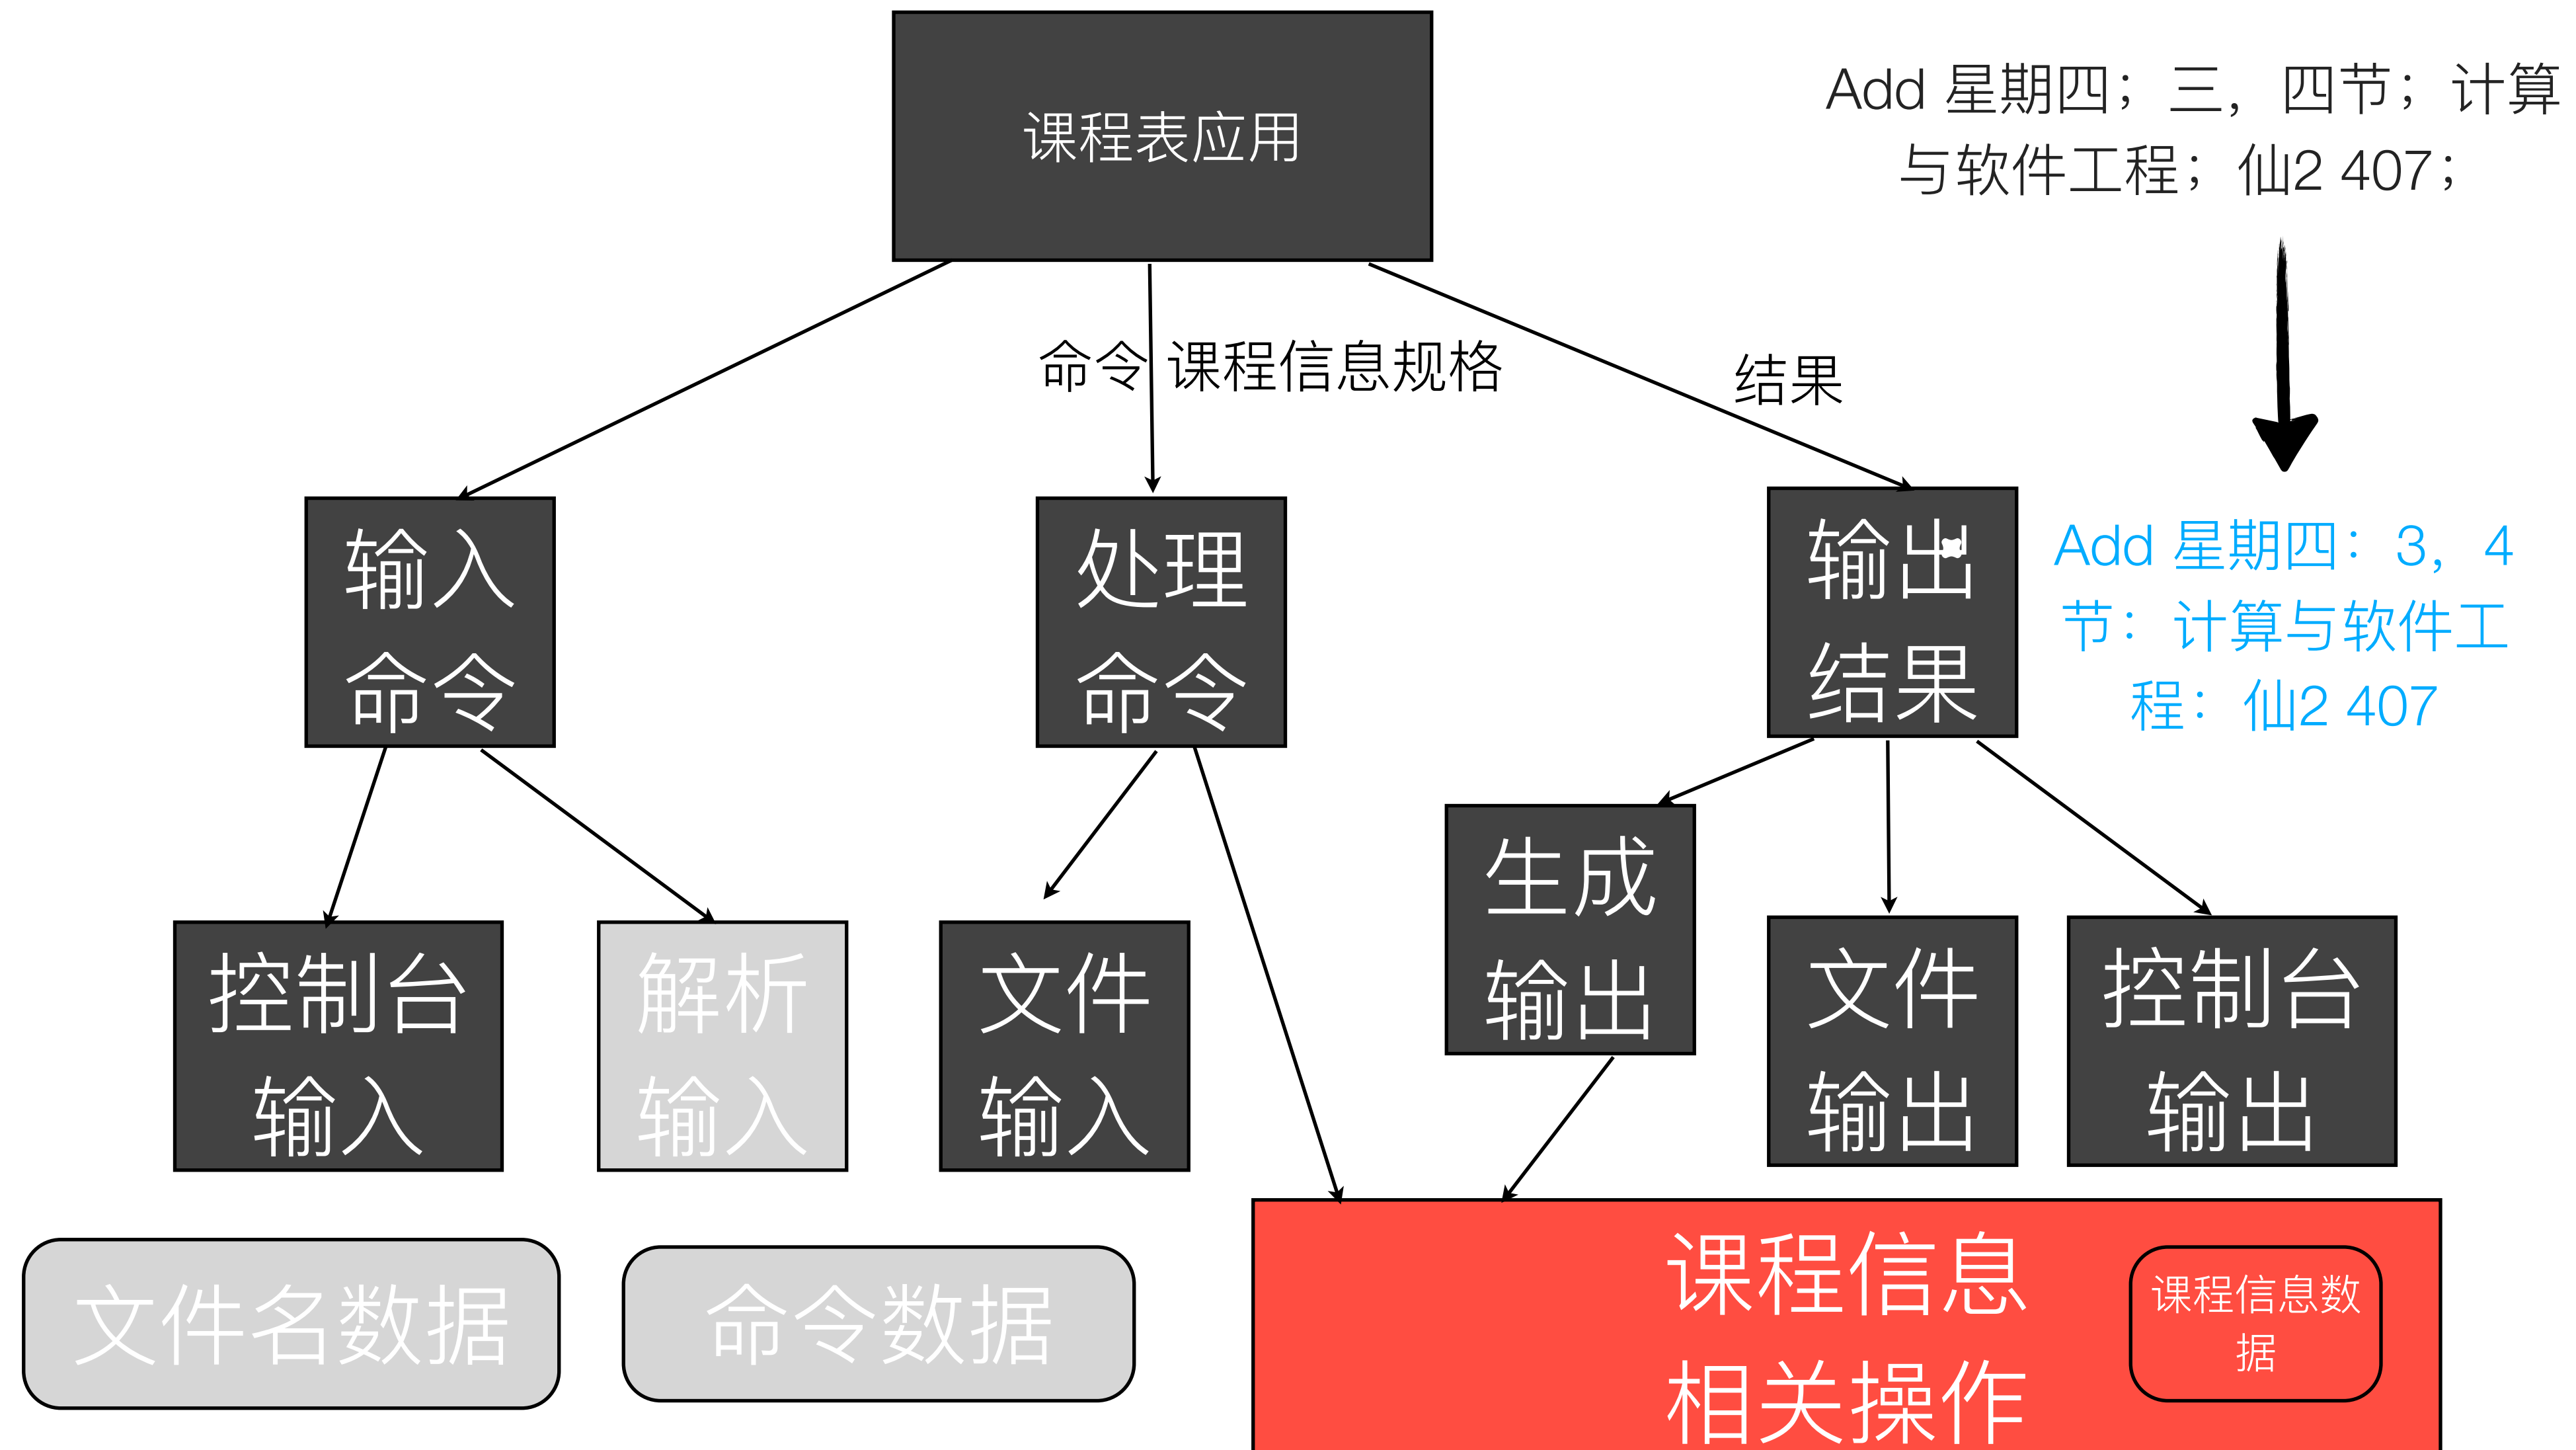 课程表应用
Add 星期四；三，四节；计算
与软件工程；仙2 407；
命令 课程信息规格
结果
输入
命令
处理
命令
输出
结果
Add 星期四：3，4
节：计算与软件工
程：仙2 407
控制台
输入
解析
输入
文件
输入
生成
输出
文件
输出
控制台
输出
文件名数据
命令数据
课程信息
相关操作
课程信息数
据